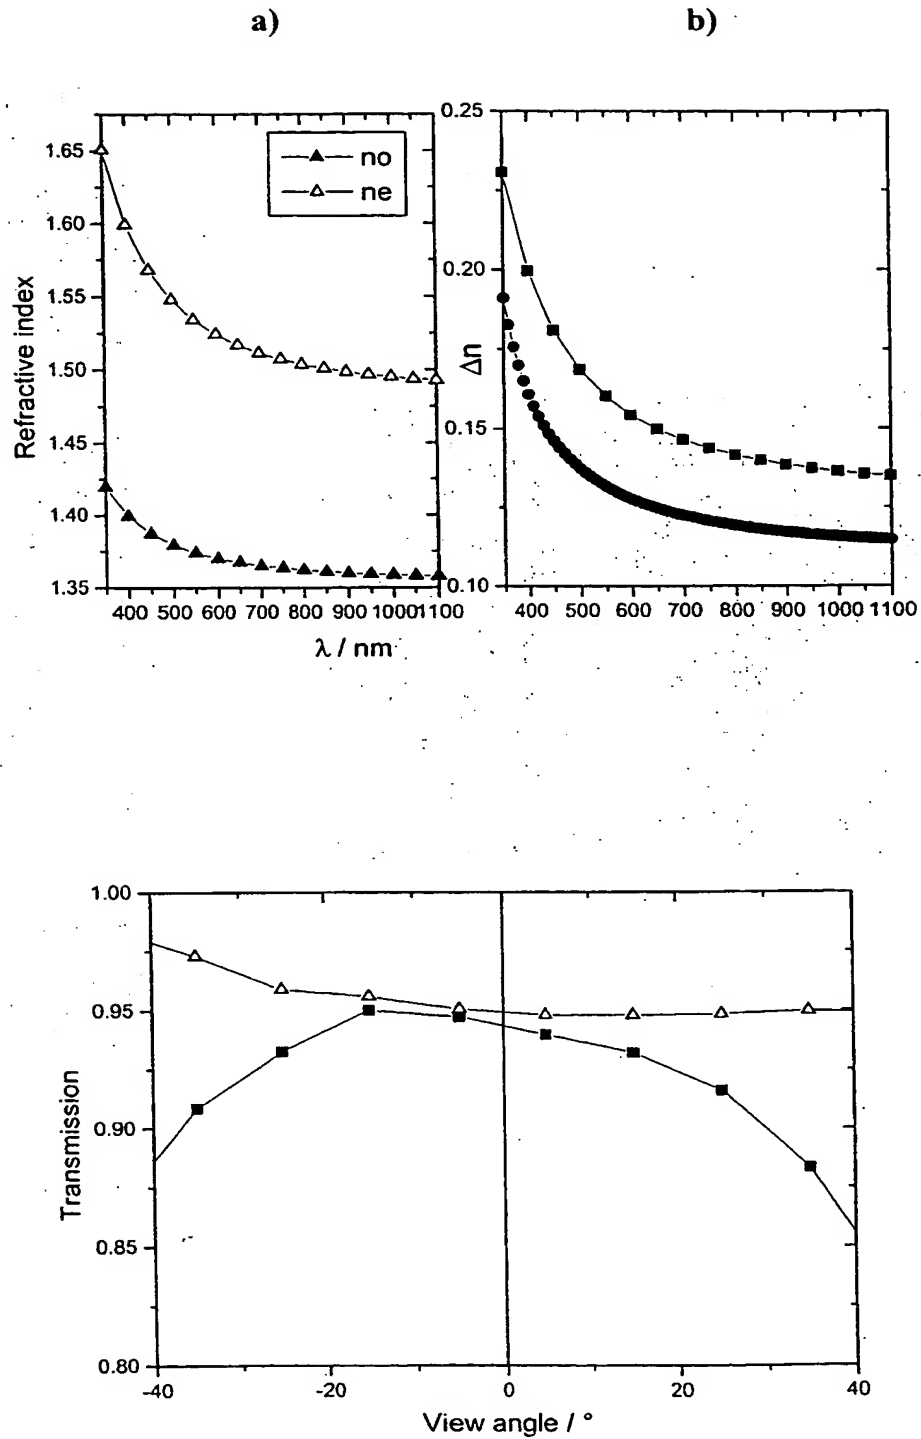 a)
b)
1.65
1.60
1.55
1.50
1.45
1.40
1.35
Refractive index
no
ne
400 500 600 700 800 900 1000 1100
λ / nm
0.25
0.20
0.15
0.10
Δn
400 500 600 700 800 900 1000 1100
1.00
0.95
0.90
0.85
0.80
Transmission
-40 -20 0 20 40
View angle / °